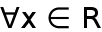 ∀x ∈ R